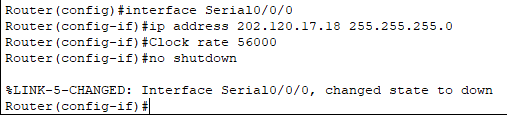 Router(config)#interface Serial0/0/0
Router(config-if)#ip address 202.120.17.18 255.255.255.0
Router(config-if)#Clock rate 56000
Router(config-if)#no shutdown
%LINK-5-CHANGED: Interface Serial0/0/0, changed state to down
Router(config-if)#